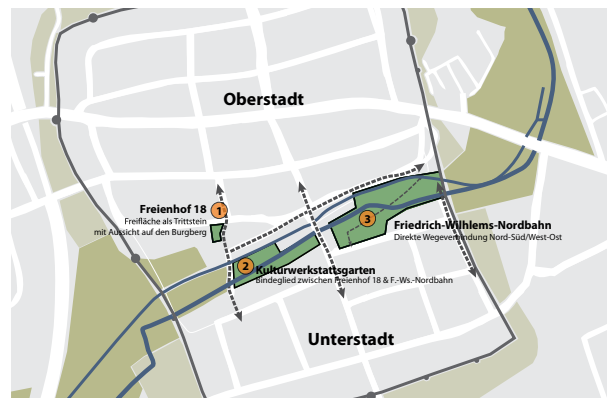 Oberstadt
1
Freienhof 18
Freifläche als Trittstein
mit Aussicht auf den Burgberg
3
Friedrich-Wilhlems-Nordbahn
Direkte Wegeverbindung Nord-Süd/West-Ost
2
Kulturwerkstattsgarten
Bindeglied zwischen Freienhof 18 & F.-Ws.-Nordbahn
Unterstadt